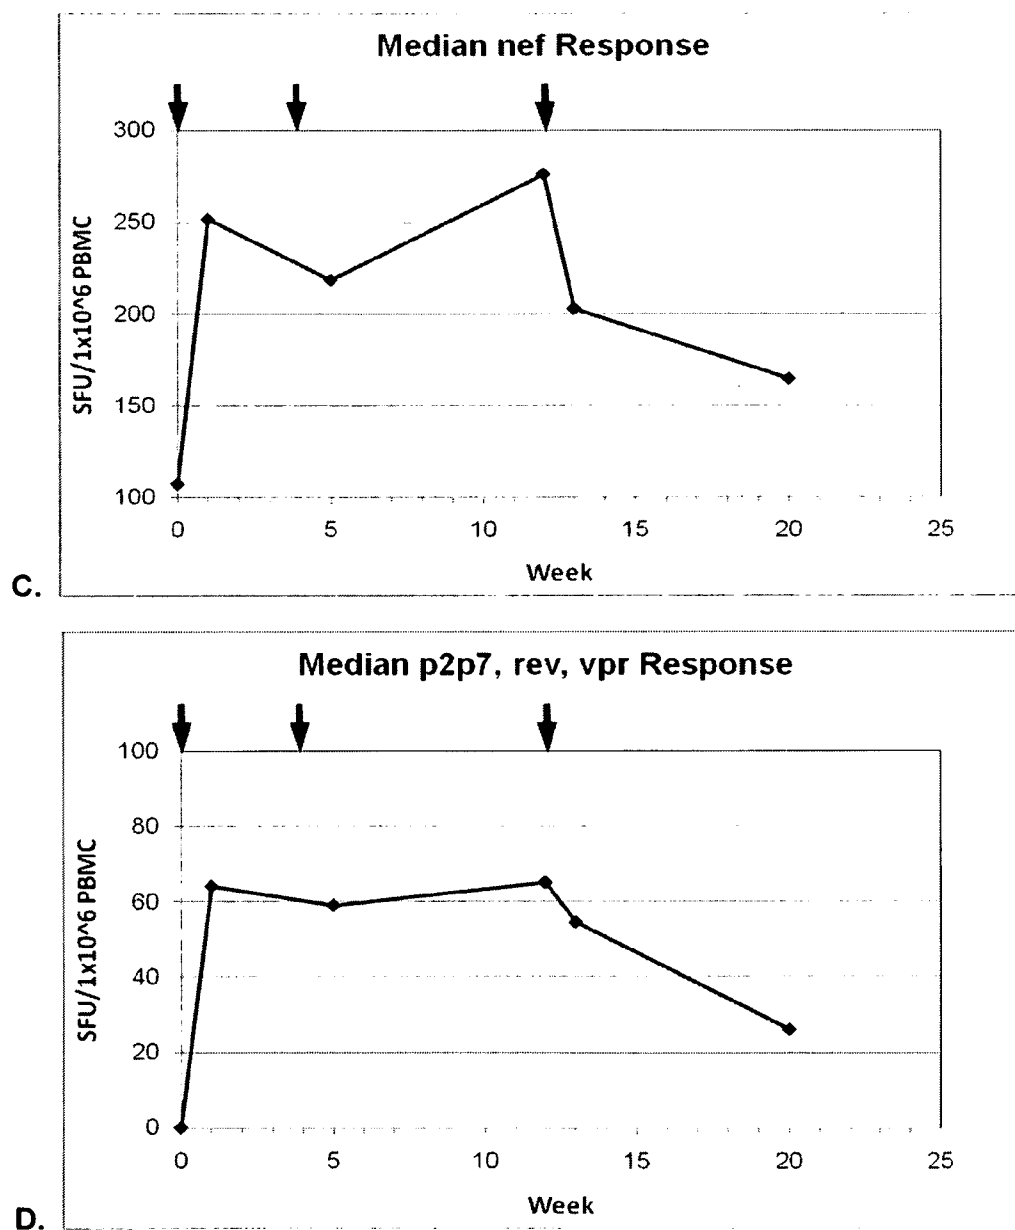 Median nef Response
300
250
200
150
100
SFU/1x10^6 PBMC
0 5 10 15 20 25
Week
C.
Median p2p7, rev, vpr Response
100
80
60
40
20
0
SFU/1x10^6 PBMC
0 5 10 15 20 25
Week
D.